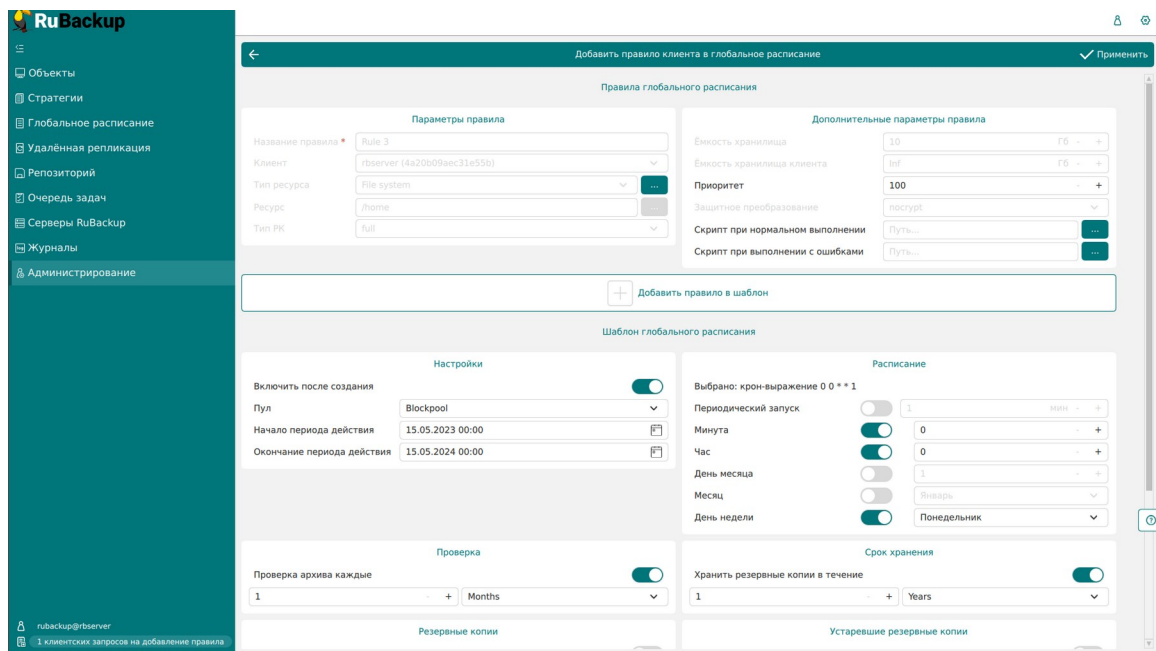 RuBackup
Объекты
Стратегии
Глобальное расписание
Удалённая репликация
Репозиторий
Очередь задач
Серверы RuBackup
Журналы
Администрирование
rubackup@rbserver
1 клиентских запросов на добавление правила
Добавить правило клиента в глобальное расписание
Применить
Правила глобального расписания
Параметры правила
Название правила * Rule 3
Клиент rbserver (4a20b09aec31e55b)
Тип ресурса File system ...
Ресурс /home ...
Тип РК full
Дополнительные параметры правила
Ёмкость хранилища 10 Гб - +
Ёмкость хранилища клиента Inf Гб - +
Приоритет 100 - +
Защитное преобразование nocrypt
Скрипт при нормальном выполнении Путь... ...
Скрипт при выполнении с ошибками Путь... ...
+ Добавить правило в шаблон
Шаблон глобального расписания
Настройки
Включить после создания
Пул Blockpool
Начало периода действия 15.05.2023 00:00
Окончание периода действия 15.05.2024 00:00
Расписание
Выбрано: крон-выражение 0 0 * * 1
Периодический запуск 1 мин - +
Минута 0 - +
Час 0 - +
День месяца 1 - +
Месяц Январь
День недели Понедельник
Проверка
Проверка архива каждые
1 - + Months
Срок хранения
Хранить резервные копии в течение
1 - + Years
Резервные копии
Устаревшие резервные копии